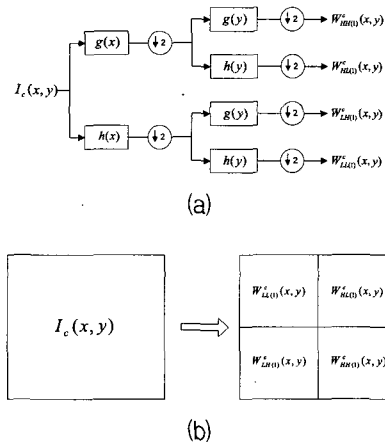 g(y) ↓2 W^c_{HH(1)}(x, y)
g(x) ↓2
h(y) ↓2 W^c_{HL(1)}(x, y)
I_c(x, y)
g(y) ↓2 W^c_{LH(1)}(x, y)
h(x) ↓2
h(y) ↓2 W^c_{LL(1)}(x, y)
(a)
I_c(x, y)
W^c_{LL(1)}(x, y) W^c_{HL(1)}(x, y)
W^c_{LH(1)}(x, y) W^c_{HH(1)}(x, y)
(b)